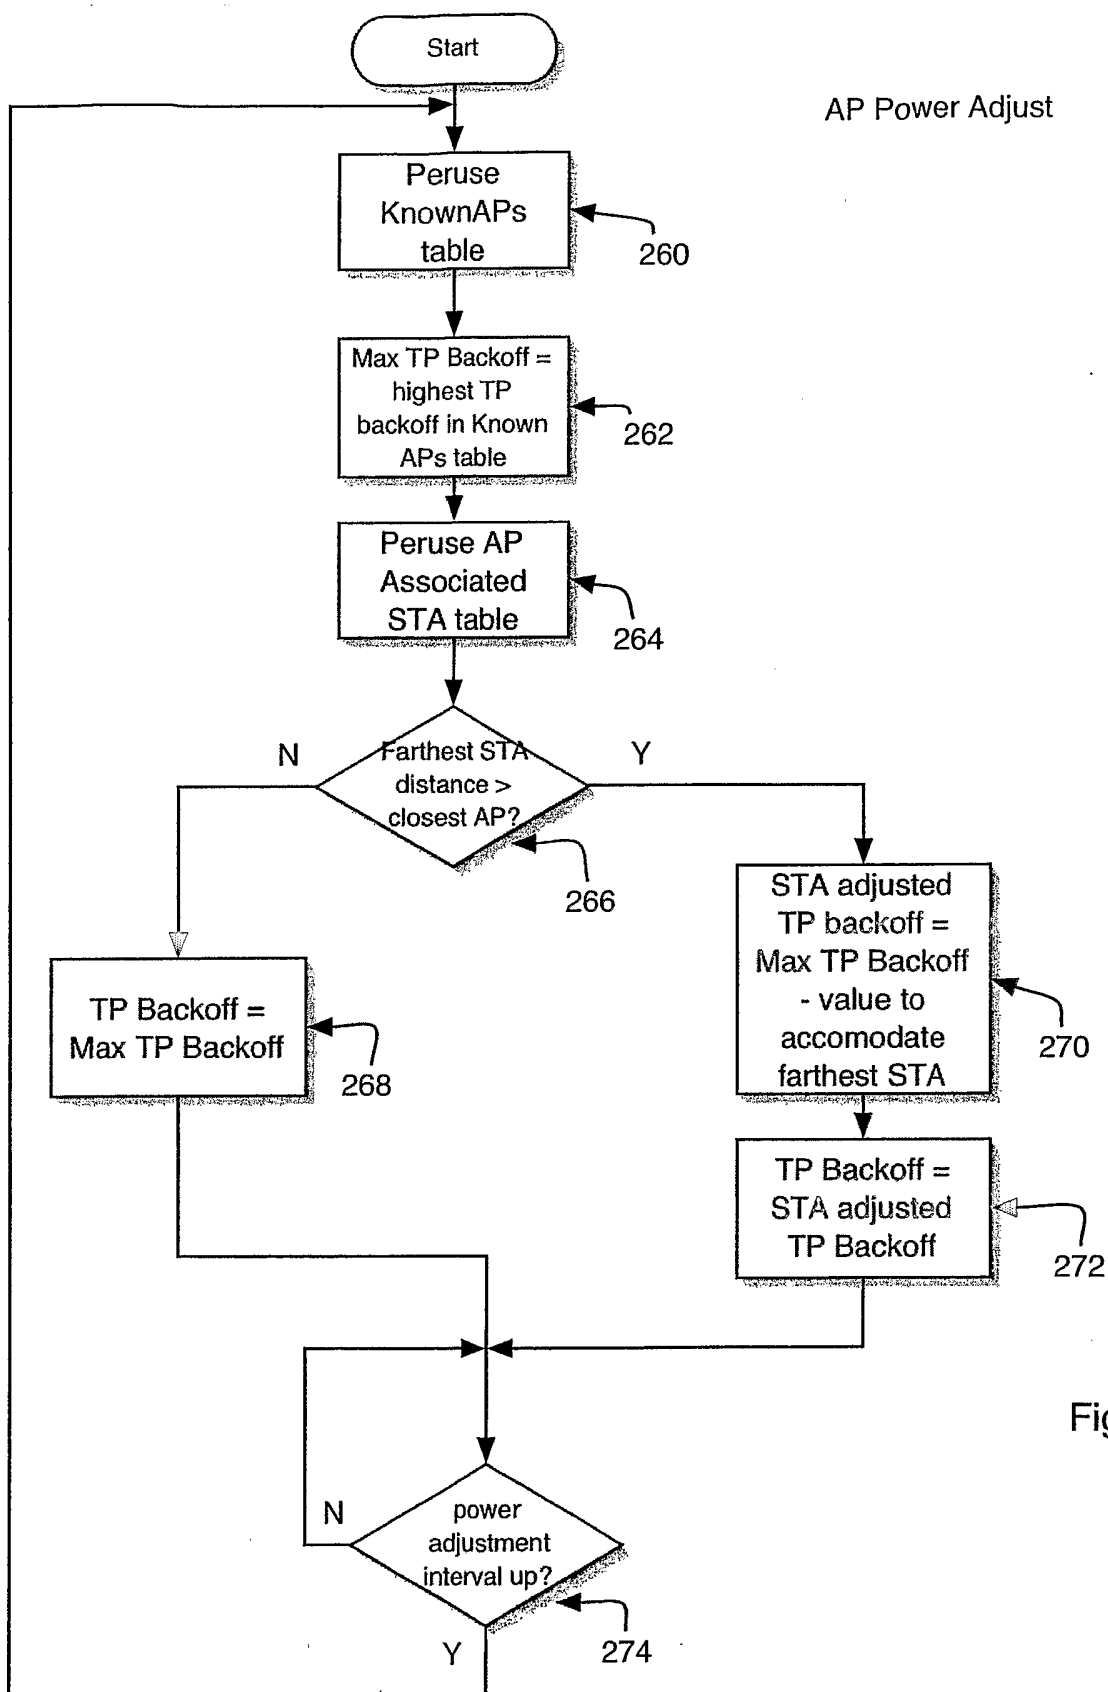 Start
AP Power Adjust
Peruse
KnownAPs
table
260
Max TP Backoff =
highest TP
backoff in Known
APs table
262
Peruse AP
Associated
STA table
264
N
Farthest STA
distance >
closest AP?
Y
266
STA adjusted
TP backoff =
Max TP Backoff
- value to
accomodate
farthest STA
270
TP Backoff =
Max TP Backoff
268
TP Backoff =
STA adjusted
TP Backoff
272
Fig
N
power
adjustment
interval up?
274
Y